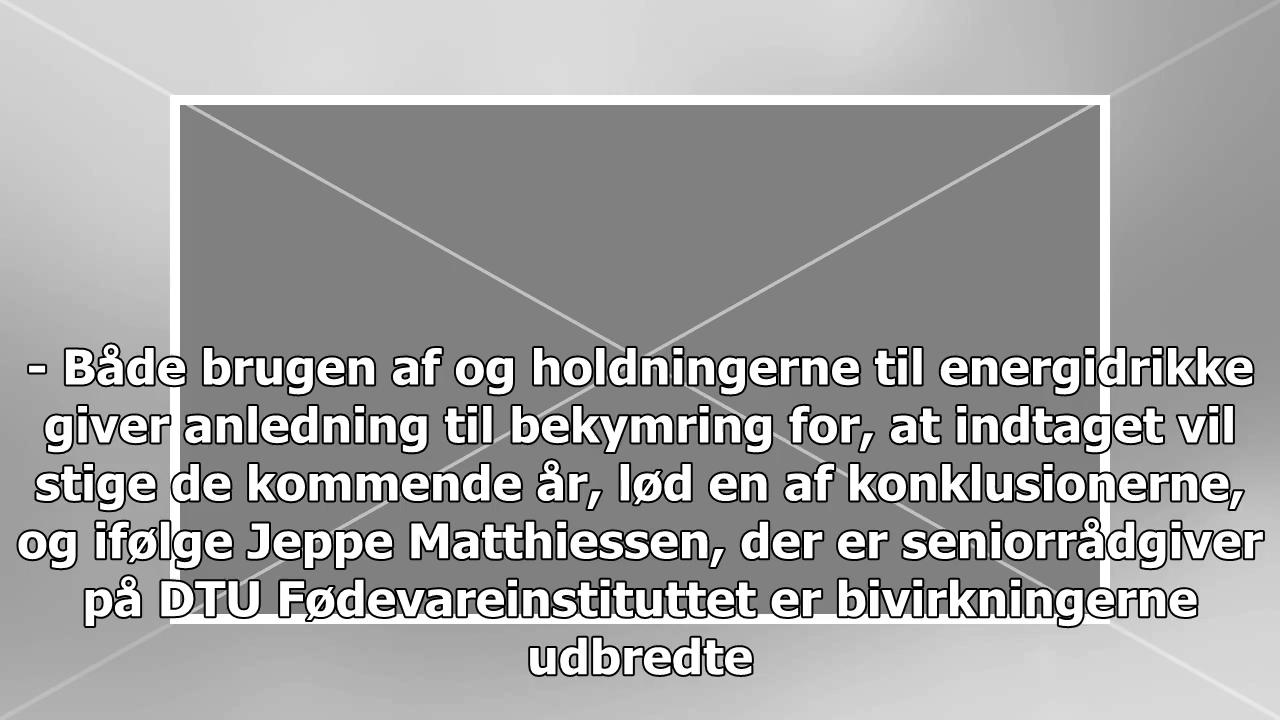 - Både brugen af og holdningerne til energidrikke
giver anledning til bekymring for, at indtaget vil
stige de kommende år, lød en af konklusionerne,
og ifølge Jeppe Matthiessen, der er seniorrådgiver
på DTU Fødevareinstituttet er bivirkningerne
udbredte